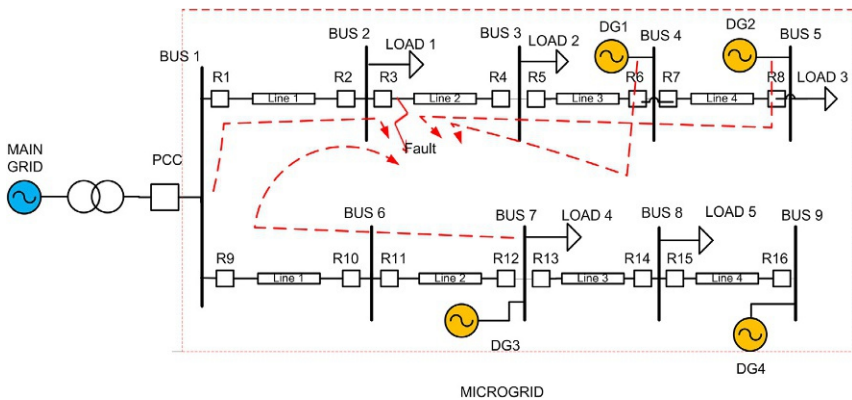 DG1
DG2
BUS 1
BUS 2
BUS 3
BUS 4
BUS 5
LOAD 1
LOAD 2
R1
R2
R3
R4
R5
R6
R7
R8
LOAD 3
Line 1
Line 2
Line 3
Line 4
Fault
MAIN
GRID
PCC
BUS 6
BUS 7
LOAD 4
BUS 8
LOAD 5
BUS 9
R9
R10
R11
R12
R13
R14
R15
R16
Line 1
Line 2
Line 3
Line 4
DG3
DG4
MICROGRID